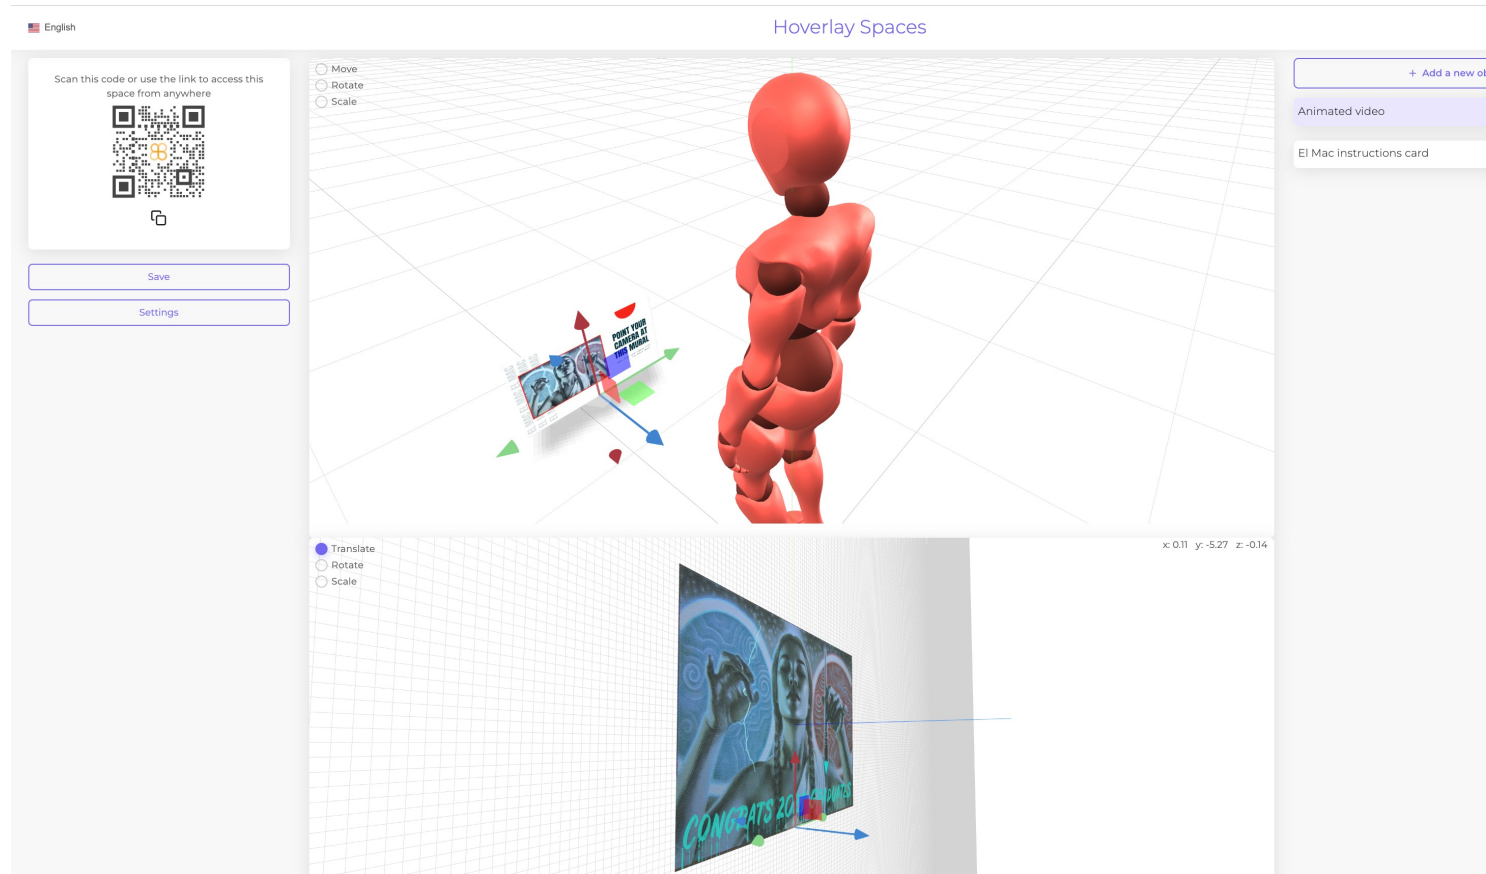 English
Hoverlay Spaces
Scan this code or use the link to access this
space from anywhere
Save
Settings
Move
Rotate
Scale
POINT YOUR
CAMERA AT
THIS MURAL
Translate
Rotate
Scale
x: 0.11 y: -5.27 z: -0.14
CONGRATS
+ Add a new
Animated video
El Mac instructions card